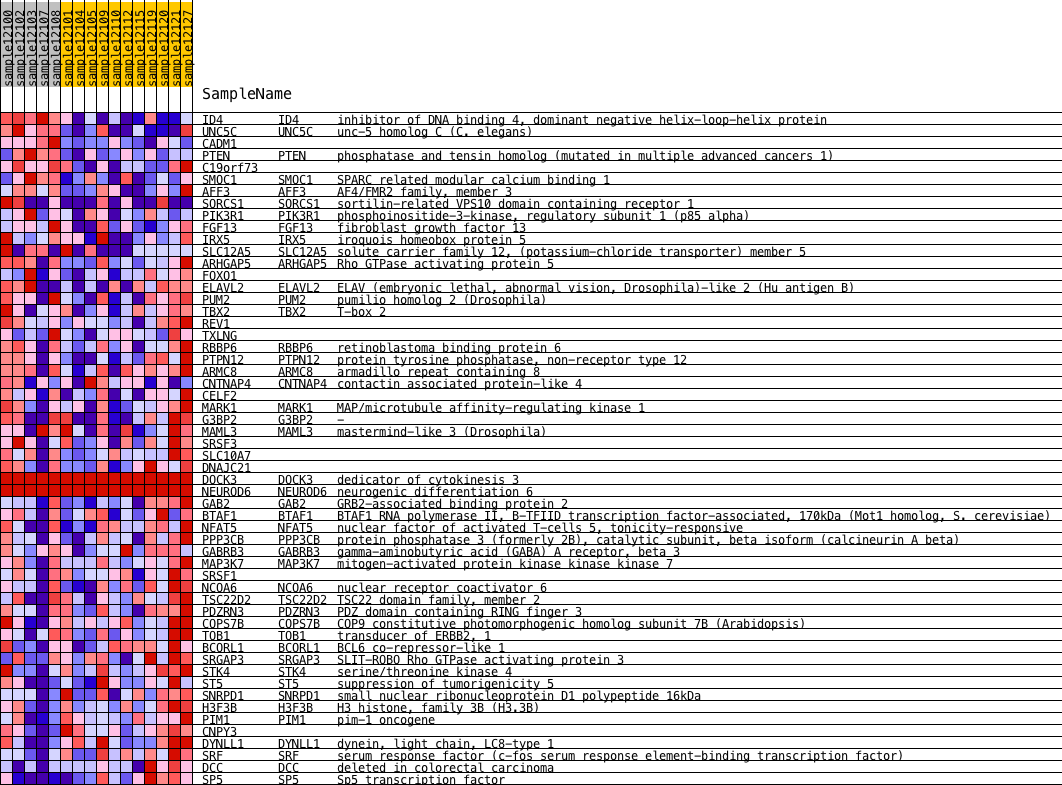 sample12100 sample12102 sample12103 sample12107 sample12108 sample12101 sample12104 sample12105 sample12109 sample12110 sample12112 sample12115 sample12119 sample12120 sample12121 sample12127
SampleName
ID4 ID4 inhibitor of DNA binding 4, dominant negative helix-loop-helix protein
UNC5C UNC5C unc-5 homolog C (C. elegans)
CADM1
PTEN PTEN phosphatase and tensin homolog (mutated in multiple advanced cancers 1)
C19orf73
SMOC1 SMOC1 SPARC related modular calcium binding 1
AFF3 AFF3 AF4/FMR2 family, member 3
SORCS1 SORCS1 sortilin-related VPS10 domain containing receptor 1
PIK3R1 PIK3R1 phosphoinositide-3-kinase, regulatory subunit 1 (p85 alpha)
FGF13 FGF13 fibroblast growth factor 13
IRX5 IRX5 iroquois homeobox protein 5
SLC12A5 SLC12A5 solute carrier family 12, (potassium-chloride transporter) member 5
ARHGAP5 ARHGAP5 Rho GTPase activating protein 5
FOXO1
ELAVL2 ELAVL2 ELAV (embryonic lethal, abnormal vision, Drosophila)-like 2 (Hu antigen B)
PUM2 PUM2 pumilio homolog 2 (Drosophila)
TBX2 TBX2 T-box 2
REV1
TXLNG
RBBP6 RBBP6 retinoblastoma binding protein 6
PTPN12 PTPN12 protein tyrosine phosphatase, non-receptor type 12
ARMC8 ARMC8 armadillo repeat containing 8
CNTNAP4 CNTNAP4 contactin associated protein-like 4
CELF2
MARK1 MARK1 MAP/microtubule affinity-regulating kinase 1
G3BP2 G3BP2 -
MAML3 MAML3 mastermind-like 3 (Drosophila)
SRSF3
SLC10A7
DNAJC21
DOCK3 DOCK3 dedicator of cytokinesis 3
NEUROD6 NEUROD6 neurogenic differentiation 6
GAB2 GAB2 GRB2-associated binding protein 2
BTAF1 BTAF1 BTAF1 RNA polymerase II, B-TFIID transcription factor-associated, 170kDa (Mot1 homolog, S. cerevisiae)
NFAT5 NFAT5 nuclear factor of activated T-cells 5, tonicity-responsive
PPP3CB PPP3CB protein phosphatase 3 (formerly 2B), catalytic subunit, beta isoform (calcineurin A beta)
GABRB3 GABRB3 gamma-aminobutyric acid (GABA) A receptor, beta 3
MAP3K7 MAP3K7 mitogen-activated protein kinase kinase kinase 7
SRSF1
NCOA6 NCOA6 nuclear receptor coactivator 6
TSC22D2 TSC22D2 TSC22 domain family, member 2
PDZRN3 PDZRN3 PDZ domain containing RING finger 3
COPS7B COPS7B COP9 constitutive photomorphogenic homolog subunit 7B (Arabidopsis)
TOB1 TOB1 transducer of ERBB2, 1
BCORL1 BCORL1 BCL6 co-repressor-like 1
SRGAP3 SRGAP3 SLIT-ROBO Rho GTPase activating protein 3
STK4 STK4 serine/threonine kinase 4
ST5 ST5 suppression of tumorigenicity 5
SNRPD1 SNRPD1 small nuclear ribonucleoprotein D1 polypeptide 16kDa
H3F3B H3F3B H3 histone, family 3B (H3.3B)
PIM1 PIM1 pim-1 oncogene
CNPY3
DYNLL1 DYNLL1 dynein, light chain, LC8-type 1
SRF SRF serum response factor (c-fos serum response element-binding transcription factor)
DCC DCC deleted in colorectal carcinoma
SP5 SP5 Sp5 transcription factor